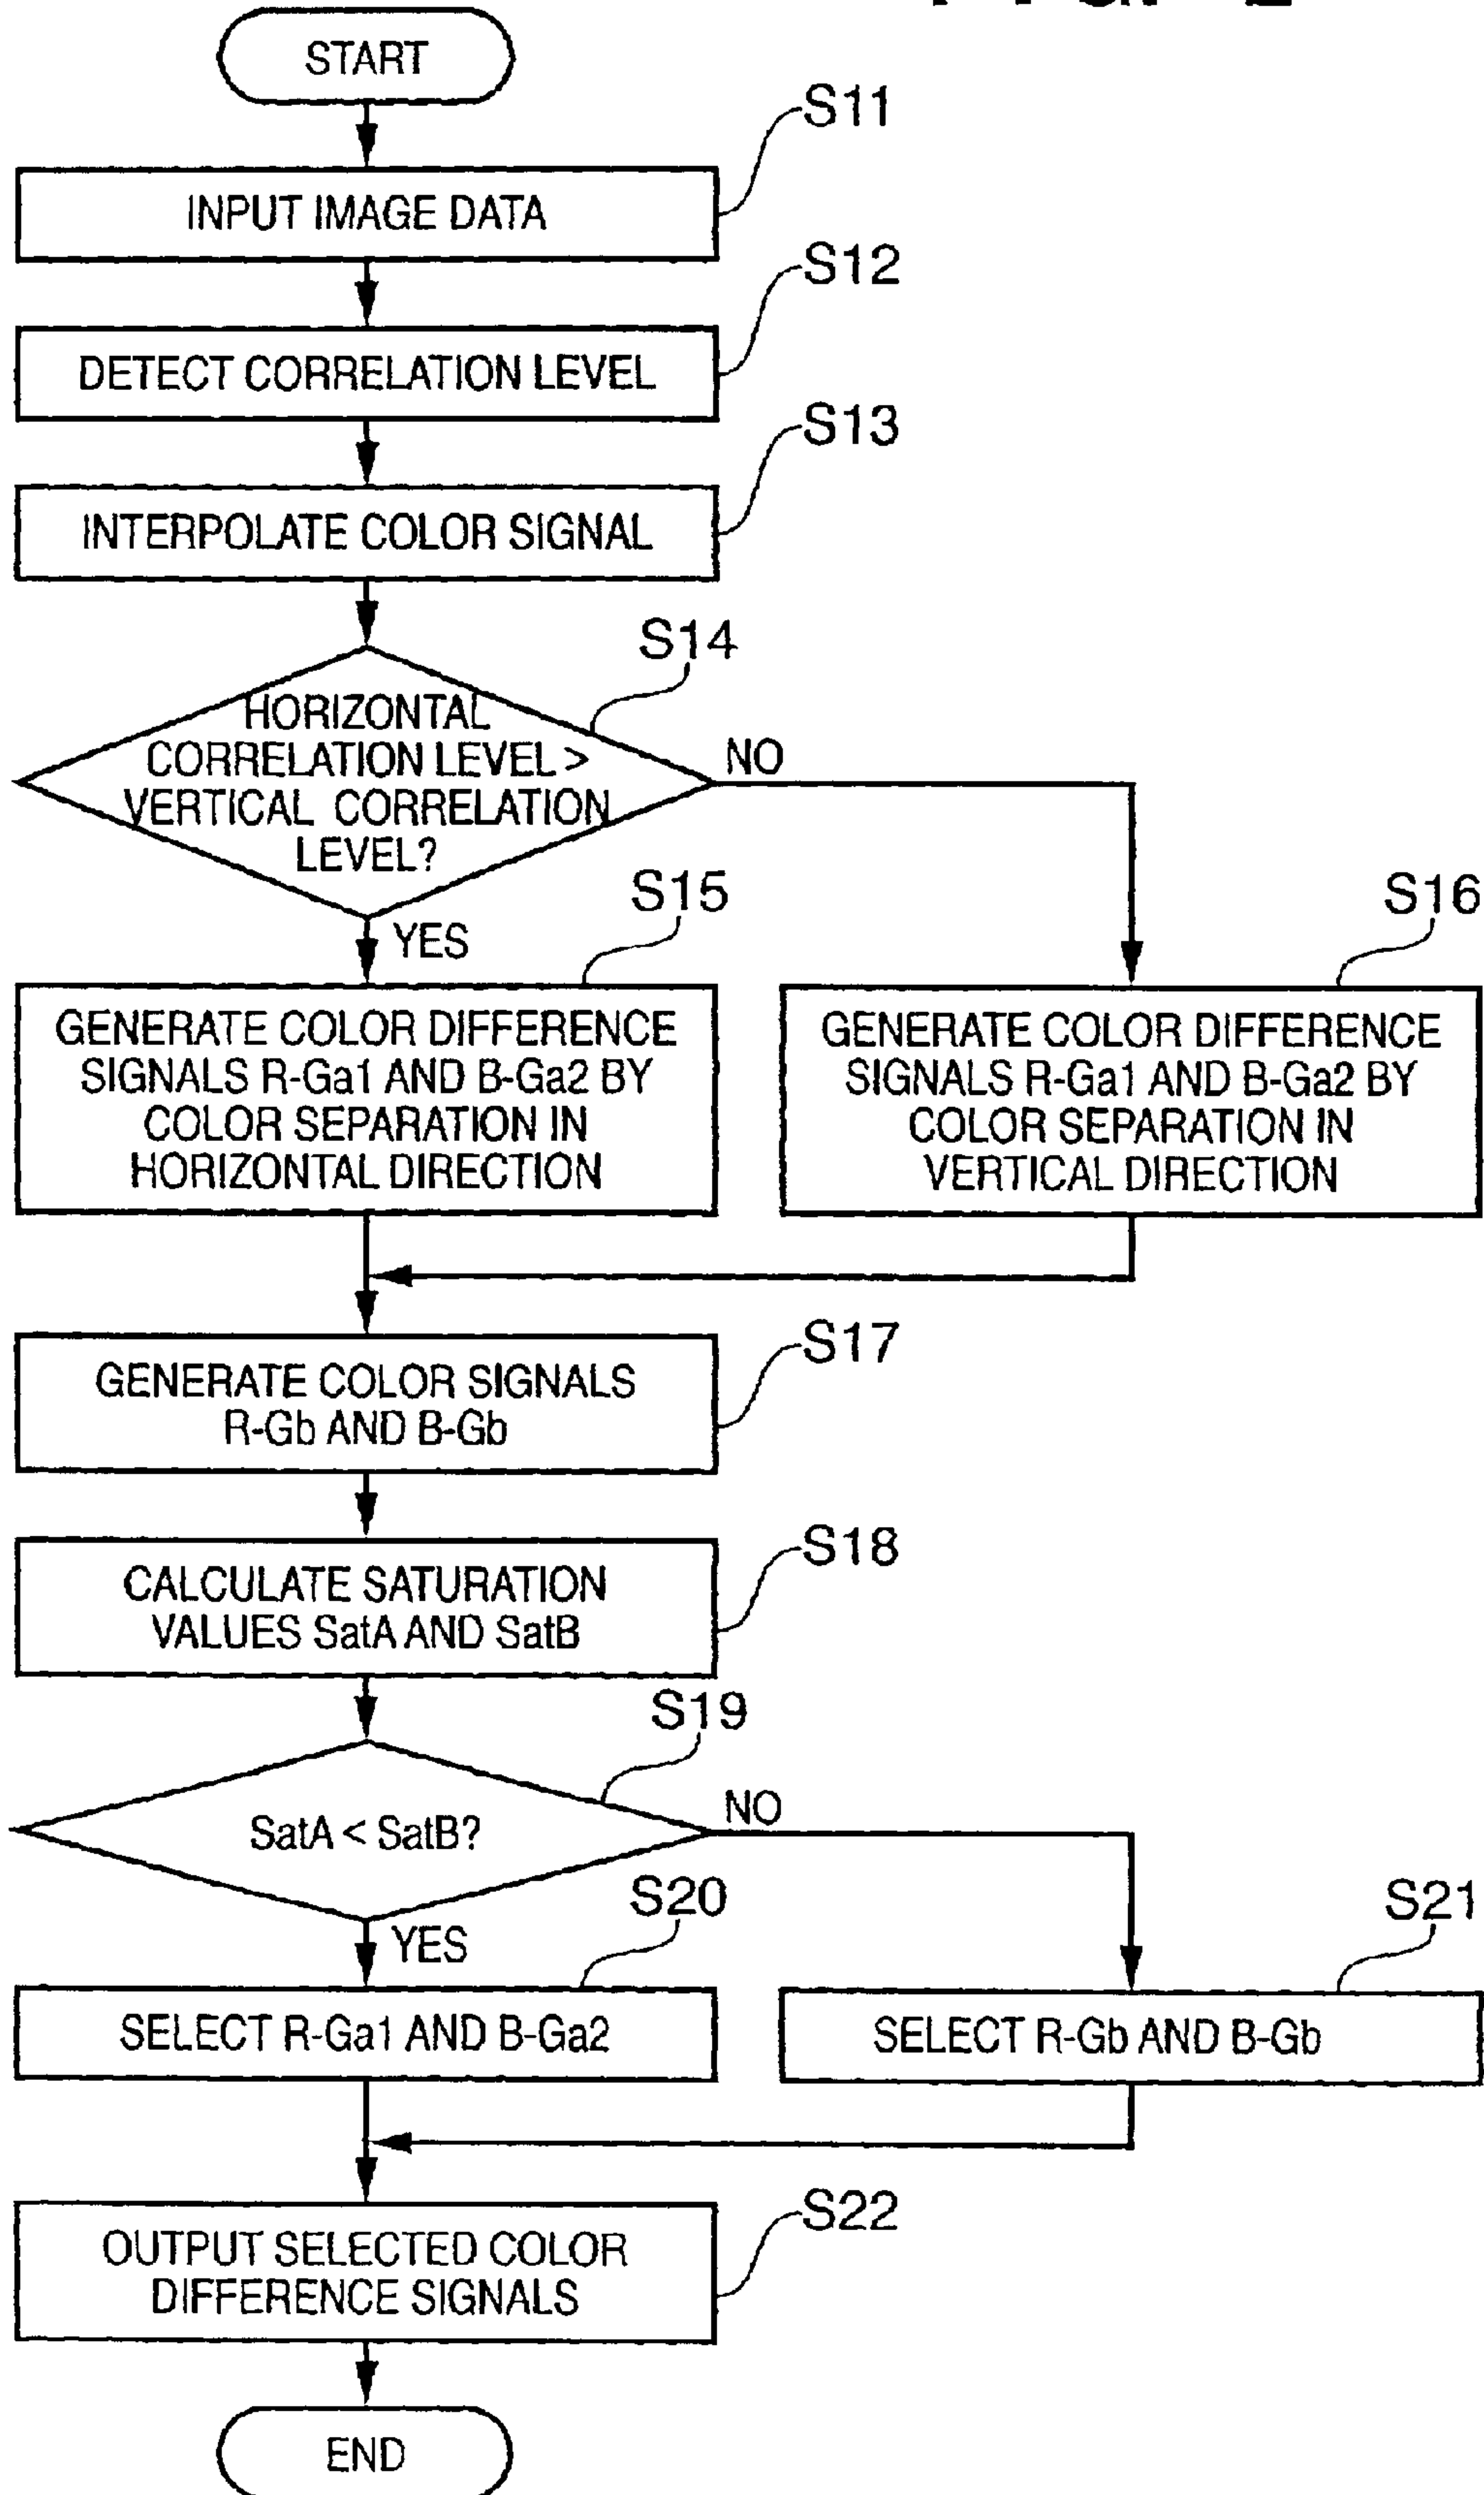 START
S11
INPUT IMAGE DATA
S12
DETECT CORRELATION LEVEL
S13
INTERPOLATE COLOR SIGNAL
S14
HORIZONTAL
CORRELATION LEVEL >
VERTICAL CORRELATION
LEVEL?
NO
YES
S15
GENERATE COLOR DIFFERENCE
SIGNALS R-Ga1 AND B-Ga2 BY
COLOR SEPARATION IN
HORIZONTAL DIRECTION
S16
GENERATE COLOR DIFFERENCE
SIGNALS R-Ga1 AND B-Ga2 BY
COLOR SEPARATION IN
VERTICAL DIRECTION
S17
GENERATE COLOR SIGNALS
R-Gb AND B-Gb
S18
CALCULATE SATURATION
VALUES SatA AND SatB
S19
SatA < SatB?
NO
YES
S20
SELECT R-Ga1 AND B-Ga2
S21
SELECT R-Gb AND B-Gb
S22
OUTPUT SELECTED COLOR
DIFFERENCE SIGNALS
END